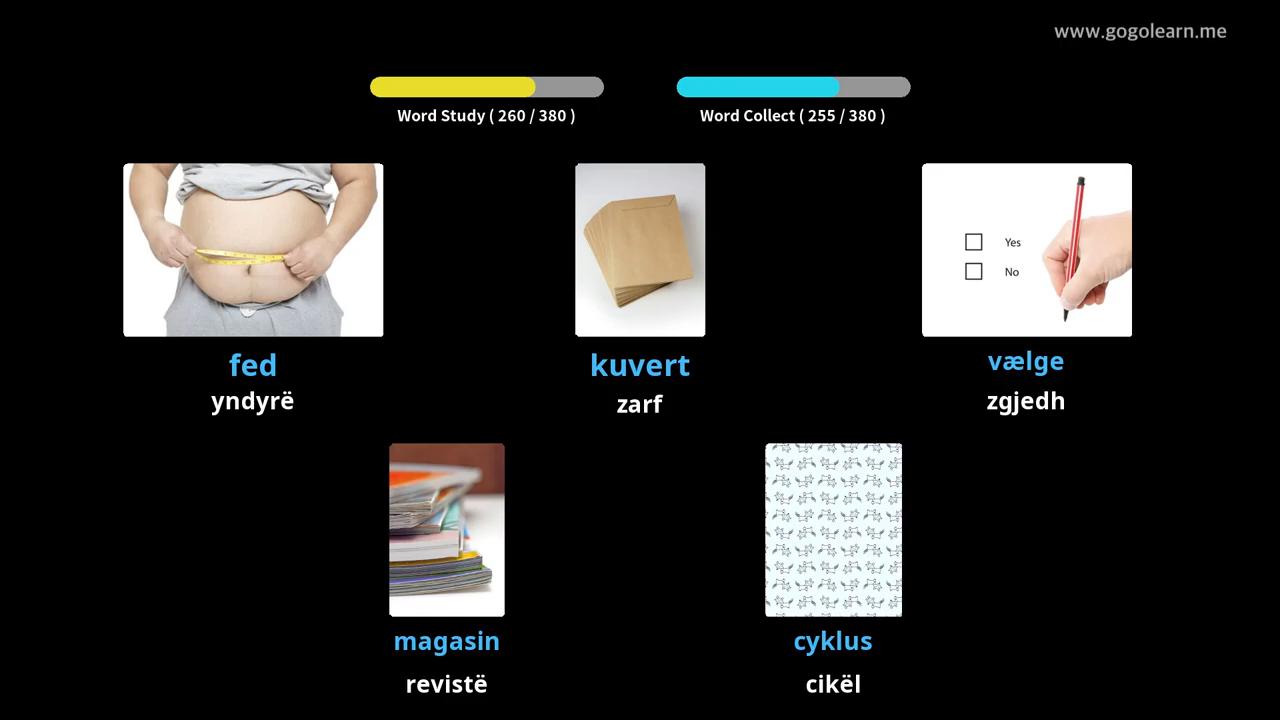 www.gogolearn.me
Word Study ( 260 / 380 )
Word Collect ( 255 / 380 )
Yes
No
fed
kuvert
vælge
yndyrë
zarf
zgjedh
magasin
cyklus
revistë
cikël